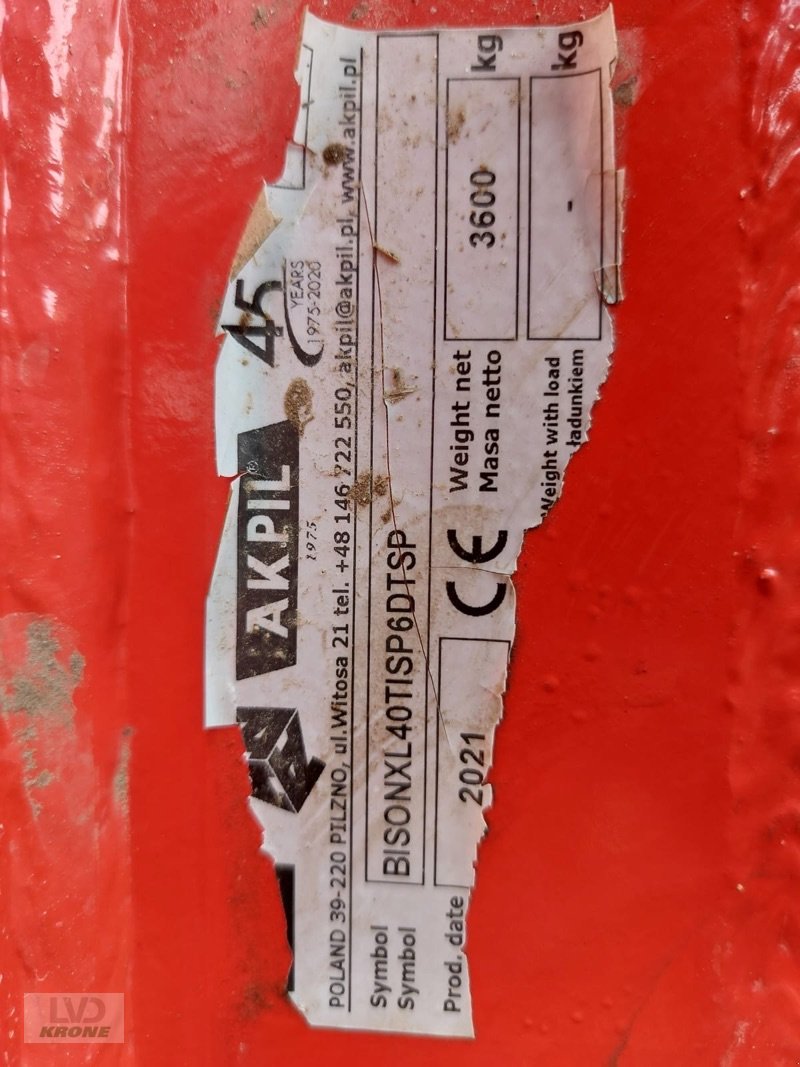 AKPIL®
1975
45
YEARS
1975-2020
POLAND 39-220 PILZNO, ul.Witosa 21 tel. +48 146 722 550, akpil@akpil.pl, www.akpil.pl
Symbol
Symbol
BISONXL40TISP6DTSP
Prod. date
2021
CE
Weight net
Masa netto
3600
kg
Weight with load
ładunkiem
-
kg
LVD
KRONE